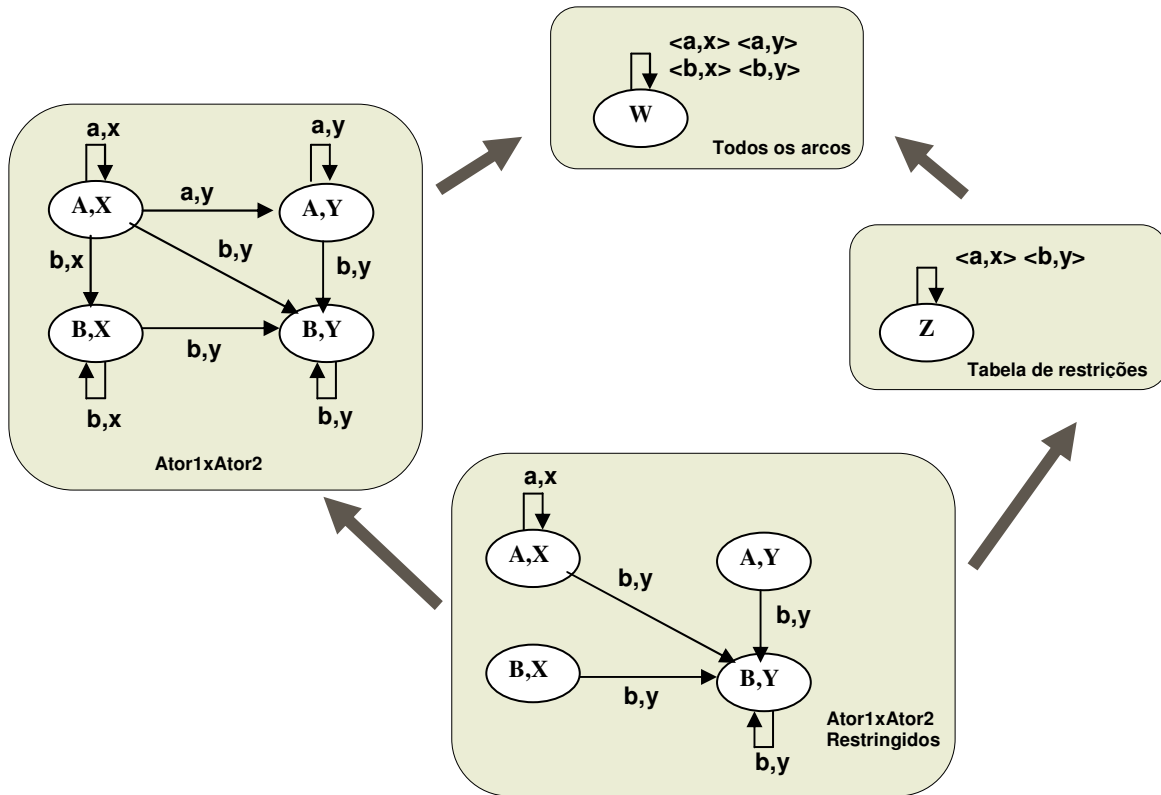 <a,x> <a,y>
<b,x> <b,y>
W
Todos os arcos
a,x
a,y
A,X
a,y
A,Y
b,x
b,y
b,y
B,X
b,y
B,Y
b,x
b,y
Ator1xAtor2
<a,x> <b,y>
Z
Tabela de restrições
a,x
A,X
A,Y
b,y
b,y
B,X
b,y
B,Y
b,y
Ator1xAtor2
Restringidos